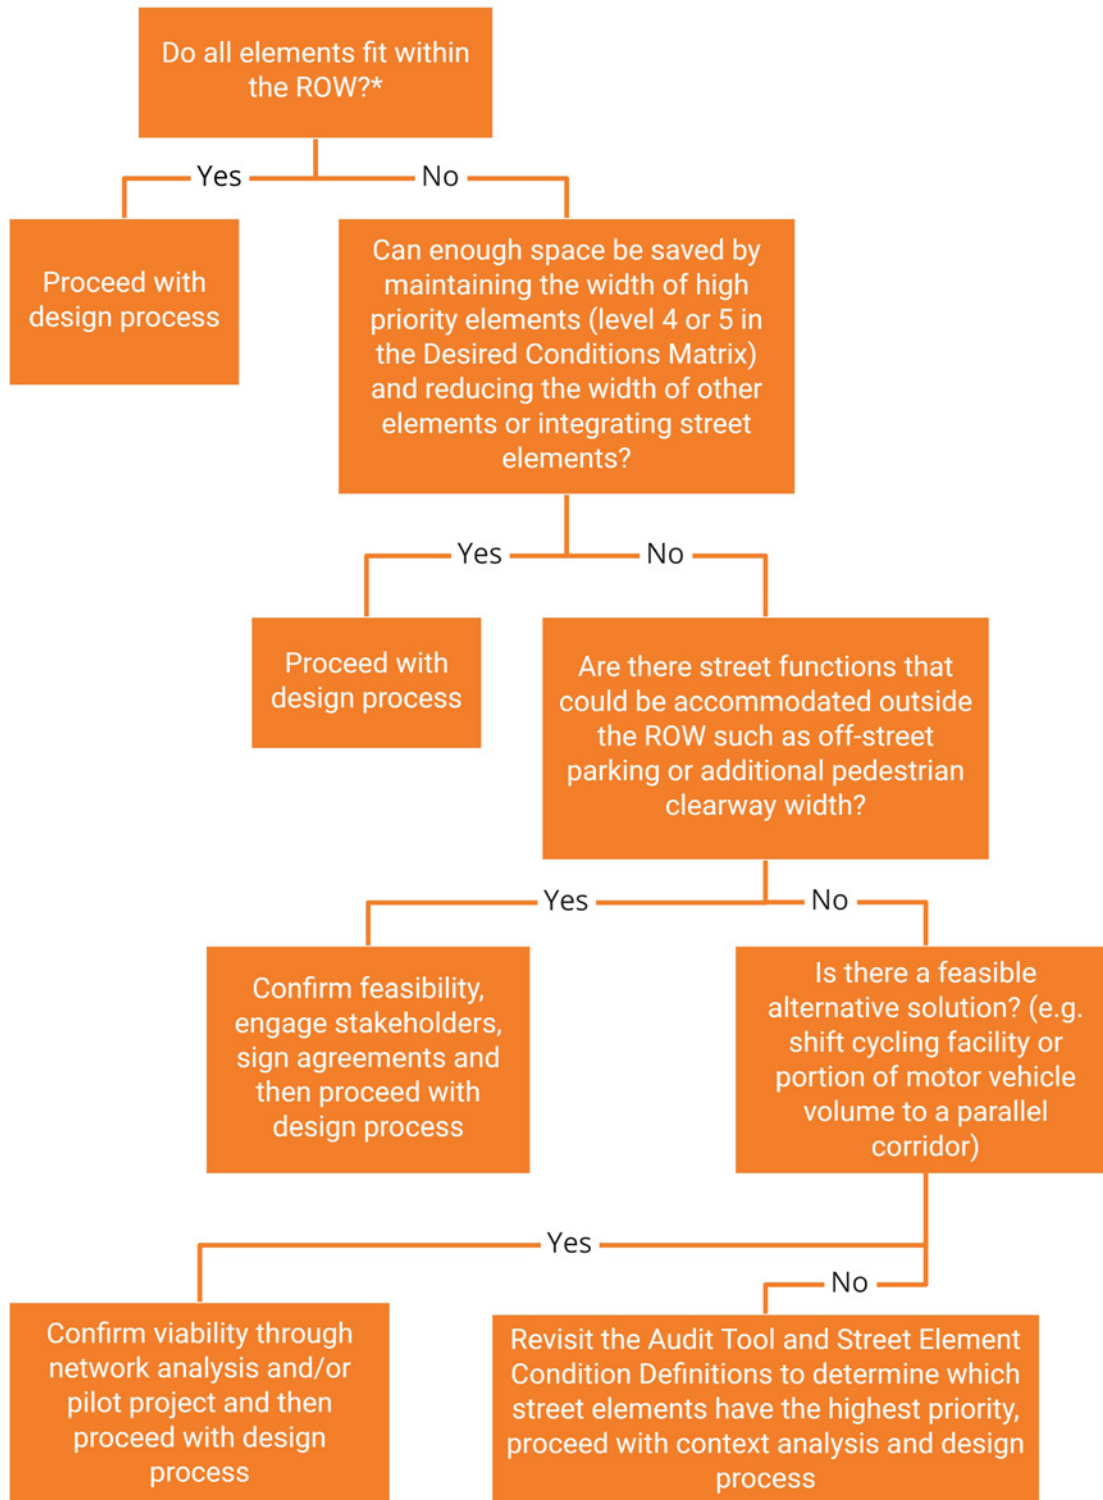 Do all elements fit within
the ROW?*
Yes
No
Proceed with
design process
Can enough space be saved by
maintaining the width of high
priority elements (level 4 or 5 in
the Desired Conditions Matrix)
and reducing the width of other
elements or integrating street
elements?
Yes
No
Proceed with
design process
Are there street functions that
could be accommodated outside
the ROW such as off-street
parking or additional pedestrian
clearway width?
Yes
No
Confirm feasibility,
engage stakeholders,
sign agreements and
then proceed with
design process
Is there a feasible
alternative solution? (e.g.
shift cycling facility or
portion of motor vehicle
volume to a parallel
corridor)
Yes
No
Confirm viability through
network analysis and/or
pilot project and then
proceed with design
process
Revisit the Audit Tool and Street Element
Condition Definitions to determine which
street elements have the highest priority,
proceed with context analysis and design
process